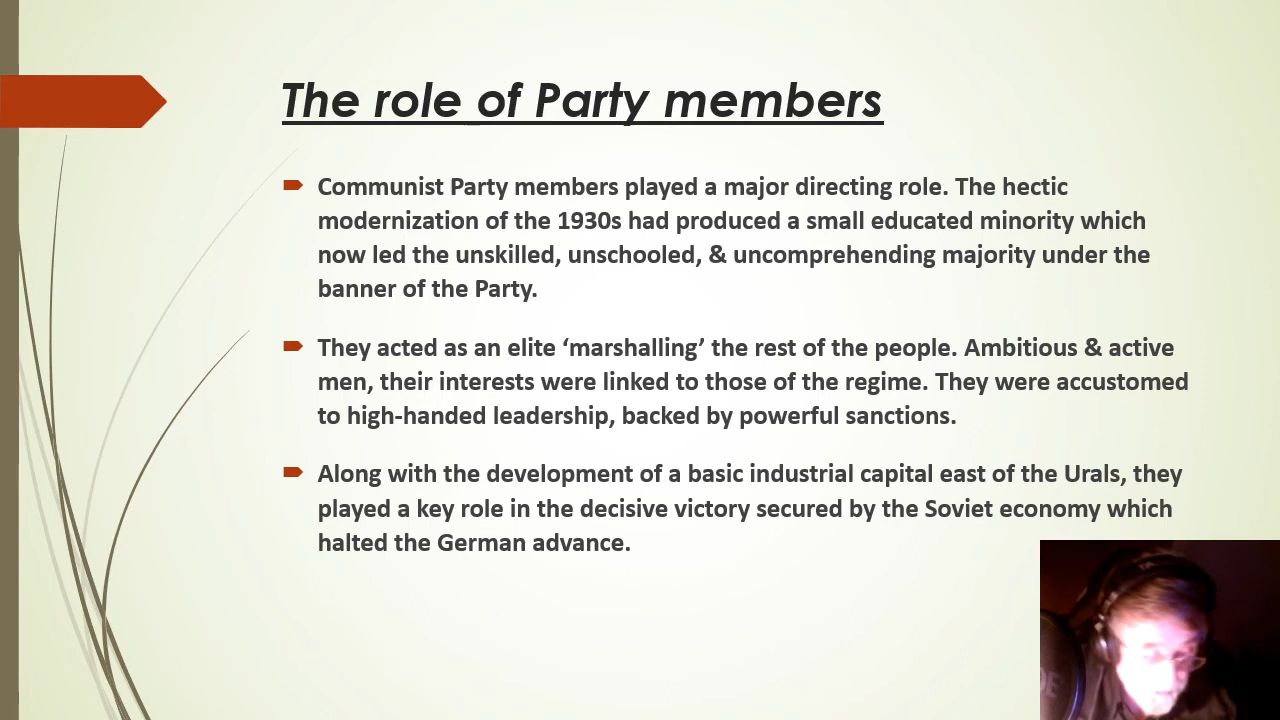 The role of Party members
Communist Party members played a major directing role. The hectic
modernization of the 1930s had produced a small educated minority which
now led the unskilled, unschooled, & uncomprehending majority under the
banner of the Party.
They acted as an elite ‘marshalling’ the rest of the people. Ambitious & active
men, their interests were linked to those of the regime. They were accustomed
to high-handed leadership, backed by powerful sanctions.
Along with the development of a basic industrial capital east of the Urals, they
played a key role in the decisive victory secured by the Soviet economy which
halted the German advance.